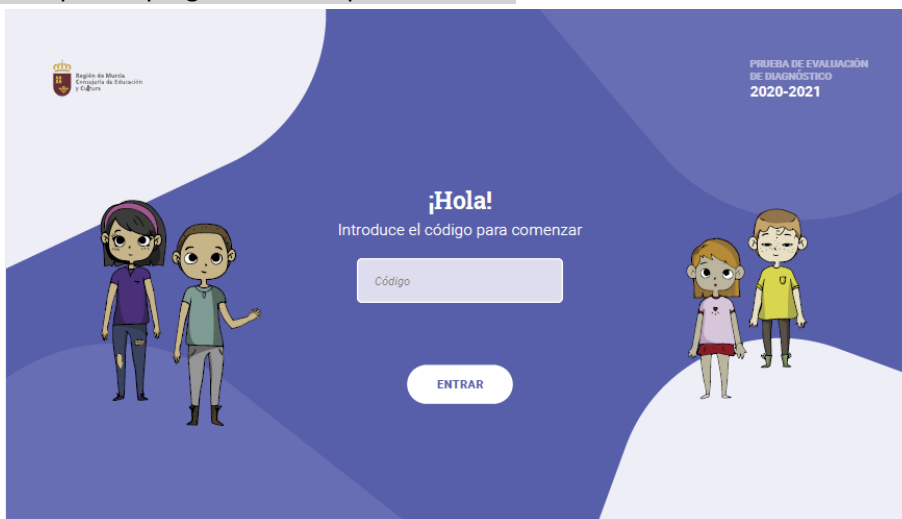 Región de Murcia
Consejería de Educación
y Cultura
PRUEBA DE EVALUACIÓN
DE DIAGNÓSTICO
2020-2021
¡Hola!
Introduce el código para comenzar
Código
ENTRAR